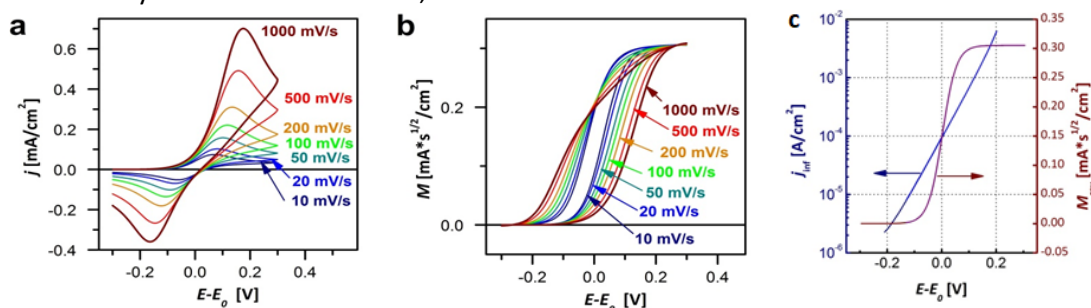 a
1000 mV/s
500 mV/s
200 mV/s
100 mV/s
50 mV/s
20 mV/s
10 mV/s
j [mA/cm²]
0.6
0.4
0.2
0.0
-0.2
-0.4
-0.2 0.0 0.2 0.4
E-E₀ [V]
b
1000 mV/s
500 mV/s
200 mV/s
100 mV/s
50 mV/s
20 mV/s
10 mV/s
M [mA*s^1/2/cm²]
0.2
0.0
-0.2 0.0 0.2 0.4
E-E₀ [V]
c
j_inf [A/cm²]
10⁻²
10⁻³
10⁻⁴
10⁻⁵
10⁻⁶
0.35
0.30
0.25
0.20
0.15
0.10
0.05
0.00
-0.05
[mA*s^1/2/cm²]
-0.2 0.0 0.2
E-E₀ [V]